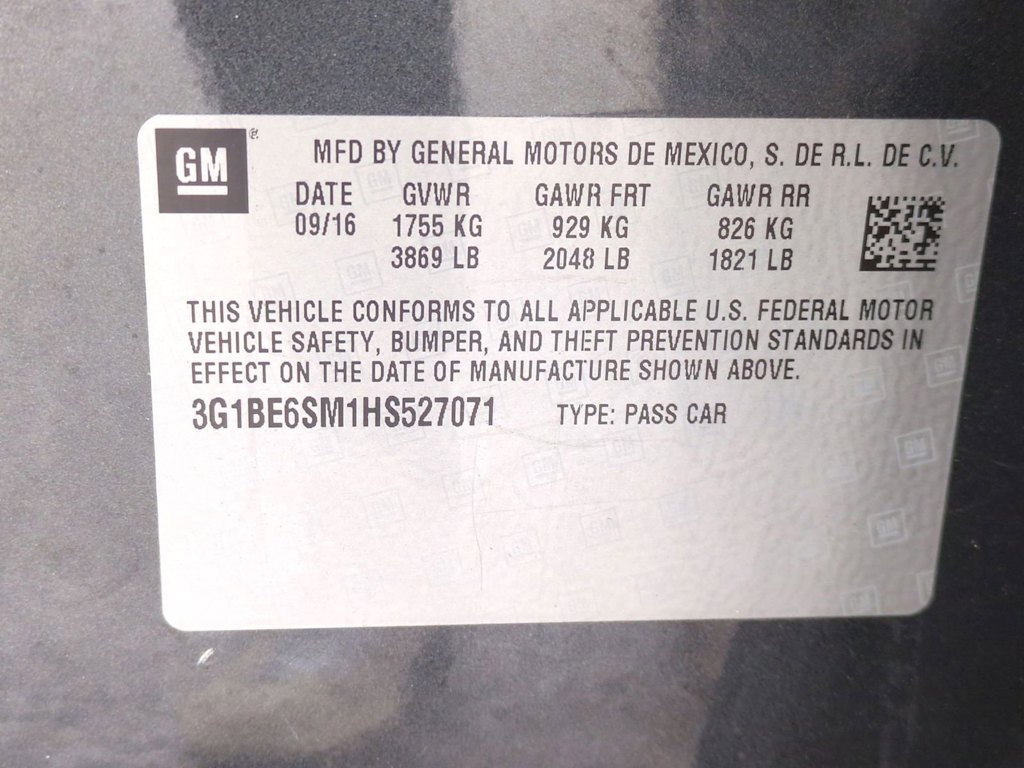 GM
MFD BY GENERAL MOTORS DE MEXICO, S. DE R.L. DE C.V.
DATE GVWR GAWR FRT GAWR RR
09/16 1755 KG 929 KG 826 KG
3869 LB 2048 LB 1821 LB
THIS VEHICLE CONFORMS TO ALL APPLICABLE U.S. FEDERAL MOTOR
VEHICLE SAFETY, BUMPER, AND THEFT PREVENTION STANDARDS IN
EFFECT ON THE DATE OF MANUFACTURE SHOWN ABOVE.
3G1BE6SM1HS527071 TYPE: PASS CAR